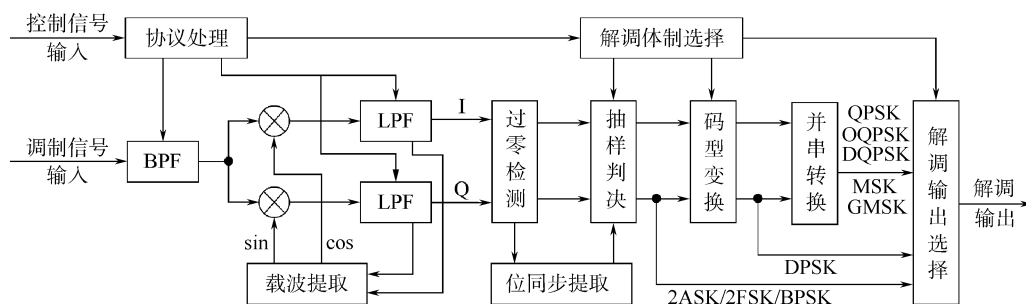 控制信号
输入
协议处理
解调体制选择
调制信号
输入
BPF
LPF
I
LPF
Q
sin
cos
载波提取
过零检测
位同步提取
抽样判决
码型变换
并串转换
QPSK
OQPSK
DQPSK
MSK
GMSK
DPSK
2ASK/2FSK/BPSK
解调输出选择
解调
输出